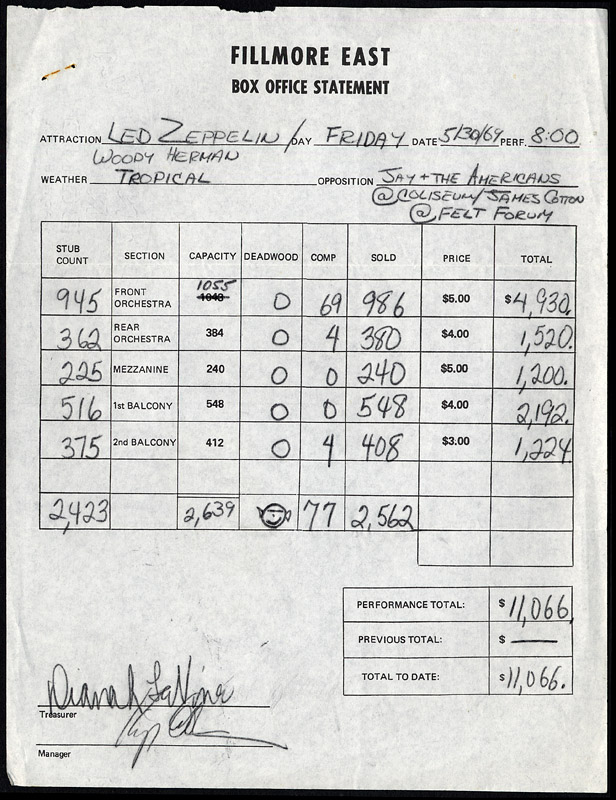 FILLMORE EAST
BOX OFFICE STATEMENT
ATTRACTION LED ZEPPELIN / DAY FRIDAY DATE 5/30/69 PERF. 8:00
WOODY HERMAN
WEATHER TROPICAL OPPOSITION JAY + THE AMERICANS
@ COLISEUM / JAMES COTTON
@ FELT FORUM
STUB COUNT SECTION CAPACITY DEADWOOD COMP SOLD PRICE TOTAL
945 FRONT ORCHESTRA 1055 1040 0 69 986 $5.00 $4,930.
362 REAR ORCHESTRA 384 0 4 380 $4.00 1,520.
225 MEZZANINE 240 0 0 240 $5.00 1,200.
516 1st BALCONY 548 0 0 548 $4.00 2,192.
375 2nd BALCONY 412 0 4 408 $3.00 1,224
2,423 2,639 77 2,562
PERFORMANCE TOTAL: $11,066.
PREVIOUS TOTAL: $ —
TOTAL TO DATE: $11,066.
Treasurer
Manager